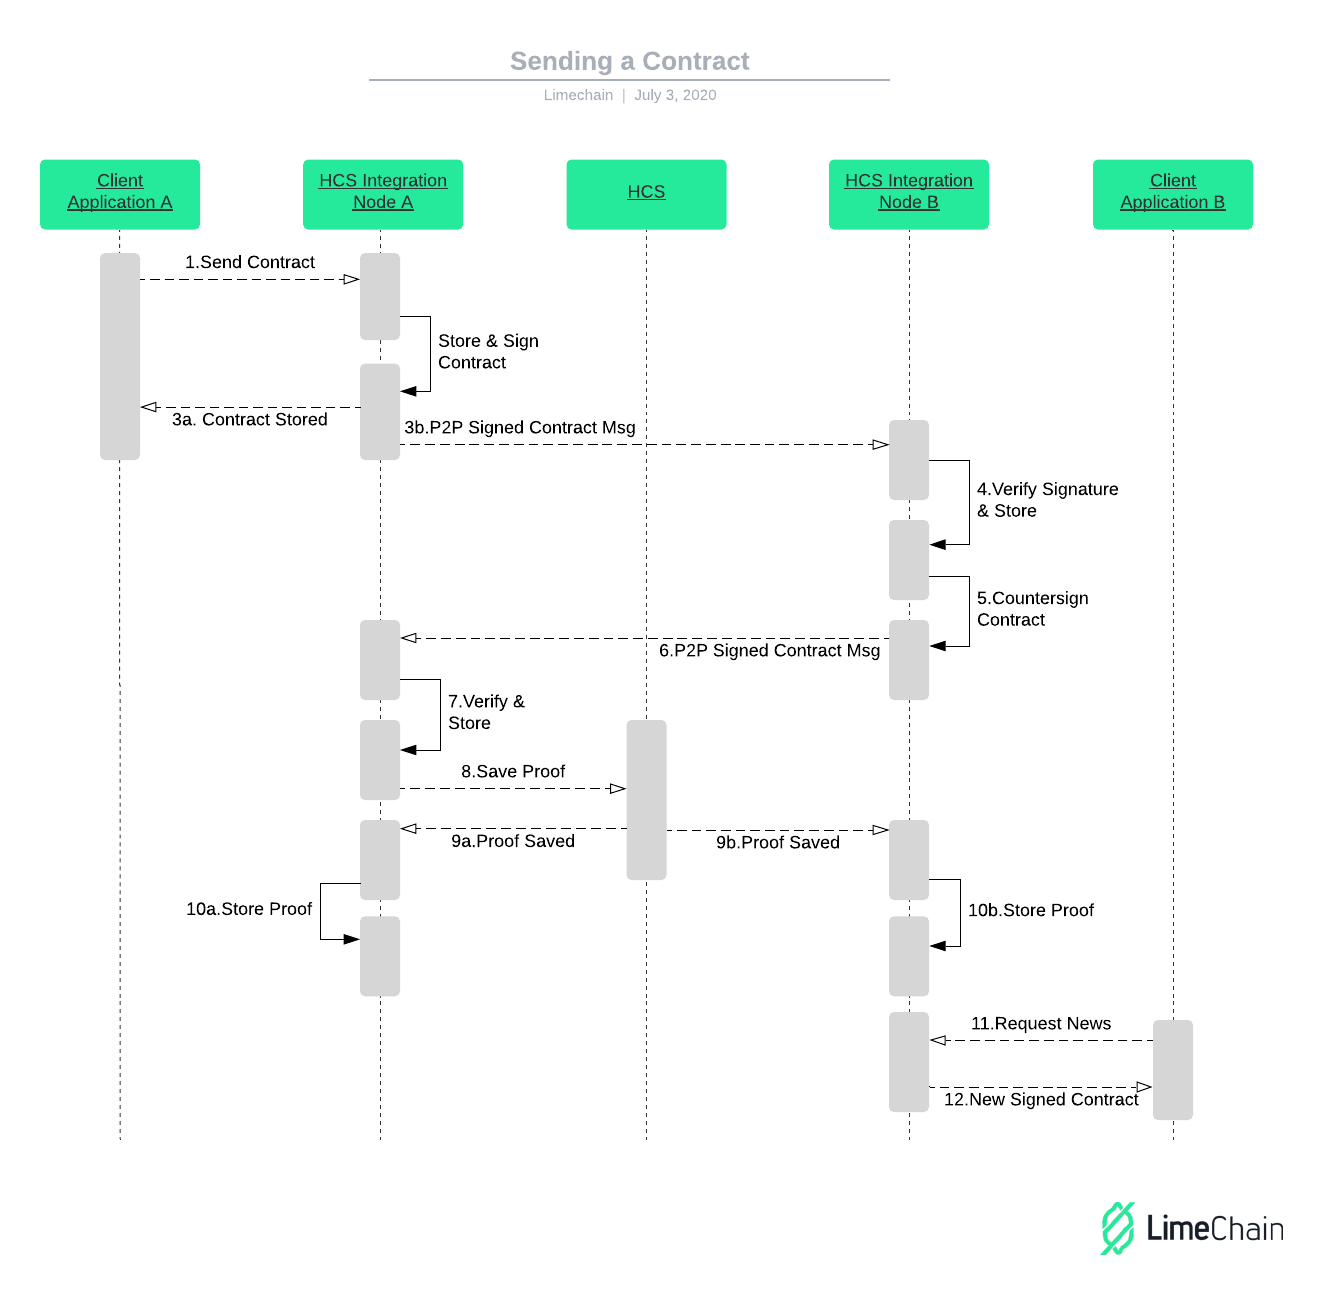 Sending a Contract
Limechain | July 3, 2020
Client
Application A
HCS Integration
Node A
HCS
HCS Integration
Node B
Client
Application B
1.Send Contract
Store & Sign
Contract
3a. Contract Stored
3b.P2P Signed Contract Msg
4.Verify Signature
& Store
5.Countersign
Contract
6.P2P Signed Contract Msg
7.Verify &
Store
8.Save Proof
9a.Proof Saved
9b.Proof Saved
10a.Store Proof
10b.Store Proof
11.Request News
12.New Signed Contract
LimeChain